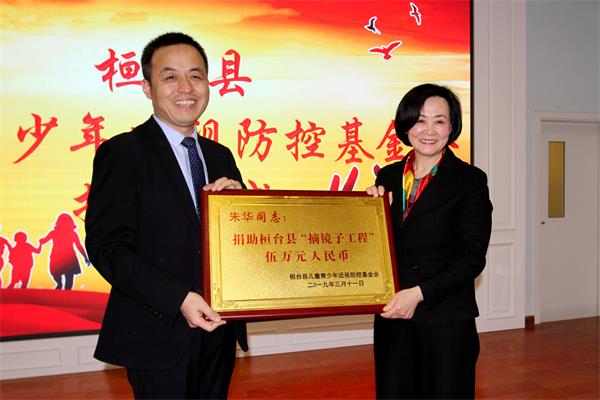 桓 县
少年 视防控基金
朱华同志：
捐助桓台县“摘镜子工程”
伍万元人民币
桓台县儿童青少年近视防控基金会
二〇一九年三月十一日